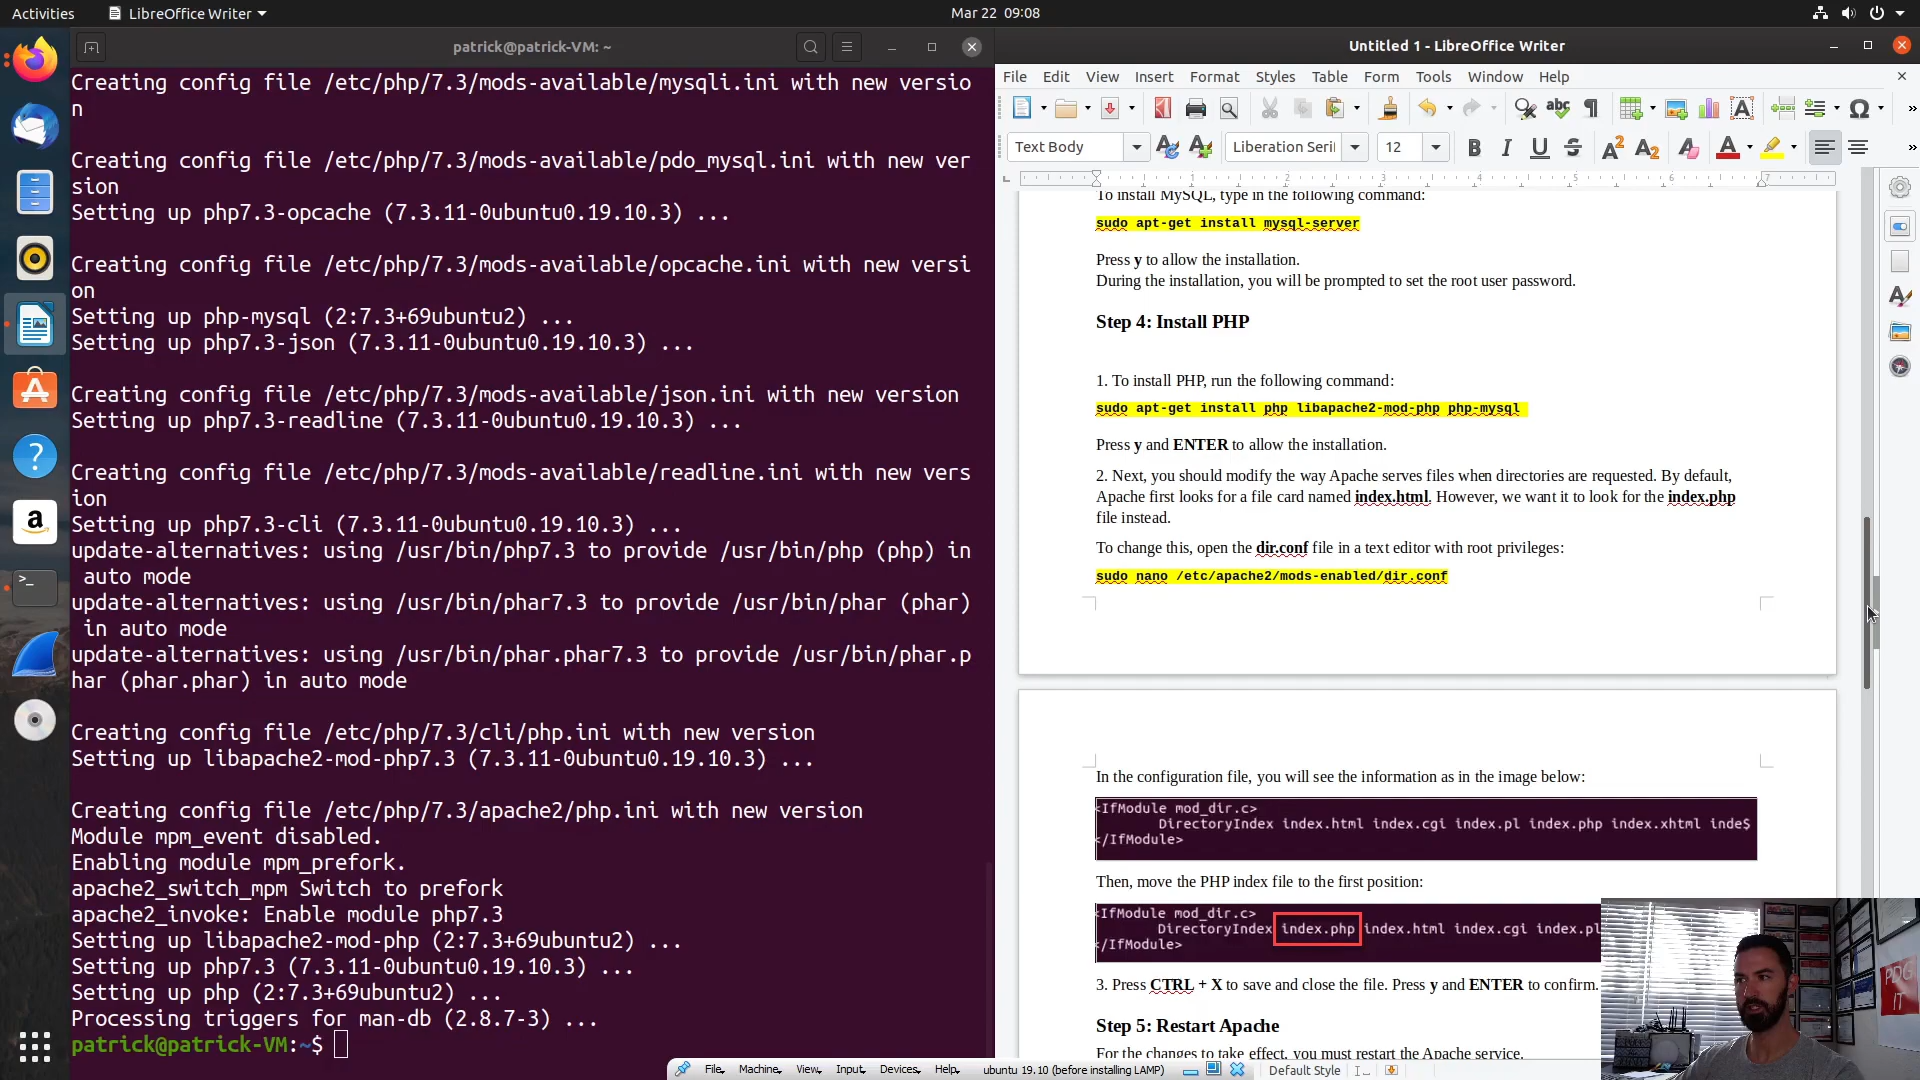 Activities
LibreOffice Writer
Mar 22 09:08
patrick@patrick-VM: ~
Creating config file /etc/php/7.3/mods-available/mysqli.ini with new versio
n
Creating config file /etc/php/7.3/mods-available/pdo_mysql.ini with new ver
sion
Setting up php7.3-opcache (7.3.11-0ubuntu0.19.10.3) ...
Creating config file /etc/php/7.3/mods-available/opcache.ini with new versi
on
Setting up php-mysql (2:7.3+69ubuntu2) ...
Setting up php7.3-json (7.3.11-0ubuntu0.19.10.3) ...
Creating config file /etc/php/7.3/mods-available/json.ini with new version
Setting up php7.3-readline (7.3.11-0ubuntu0.19.10.3) ...
Creating config file /etc/php/7.3/mods-available/readline.ini with new vers
ion
Setting up php7.3-cli (7.3.11-0ubuntu0.19.10.3) ...
update-alternatives: using /usr/bin/php7.3 to provide /usr/bin/php (php) in
 auto mode
update-alternatives: using /usr/bin/phar7.3 to provide /usr/bin/phar (phar)
 in auto mode
update-alternatives: using /usr/bin/phar.phar7.3 to provide /usr/bin/phar.p
har (phar.phar) in auto mode
Creating config file /etc/php/7.3/cli/php.ini with new version
Setting up libapache2-mod-php7.3 (7.3.11-0ubuntu0.19.10.3) ...
Creating config file /etc/php/7.3/apache2/php.ini with new version
Module mpm_event disabled.
Enabling module mpm_prefork.
apache2_switch_mpm Switch to prefork
apache2_invoke: Enable module php7.3
Setting up libapache2-mod-php (2:7.3+69ubuntu2) ...
Setting up php7.3 (7.3.11-0ubuntu0.19.10.3) ...
Setting up php (2:7.3+69ubuntu2) ...
Processing triggers for man-db (2.8.7-3) ...
patrick@patrick-VM:~$
Untitled 1 - LibreOffice Writer
File Edit View Insert Format Styles Table Form Tools Window Help
Text Body
Liberation Seri
12
1 2 3 4 5 6 7
To install MySQL, type in the following command:
sudo apt-get install mysql-server
Press y to allow the installation.
During the installation, you will be prompted to set the root user password.
Step 4: Install PHP
1. To install PHP, run the following command:
sudo apt-get install php libapache2-mod-php php-mysql
Press y and ENTER to allow the installation.
2. Next, you should modify the way Apache serves files when directories are requested. By default,
Apache first looks for a file card named index.html. However, we want it to look for the index.php
file instead.
To change this, open the dir.conf file in a text editor with root privileges:
sudo nano /etc/apache2/mods-enabled/dir.conf
In the configuration file, you will see the information as in the image below:
<IfModule mod_dir.c>
DirectoryIndex index.html index.cgi index.pl index.php index.xhtml inde$
</IfModule>
Then, move the PHP index file to the first position:
<IfModule mod_dir.c>
DirectoryIndex index.php index.html index.cgi index.pl
</IfModule>
3. Press CTRL + X to save and close the file. Press y and ENTER to confirm.
Step 5: Restart Apache
For the changes to take effect, you must restart the Apache service.
PDG
IT
File Machine View Input Devices Help
ubuntu 19.10 (before installing LAMP)
Default Style